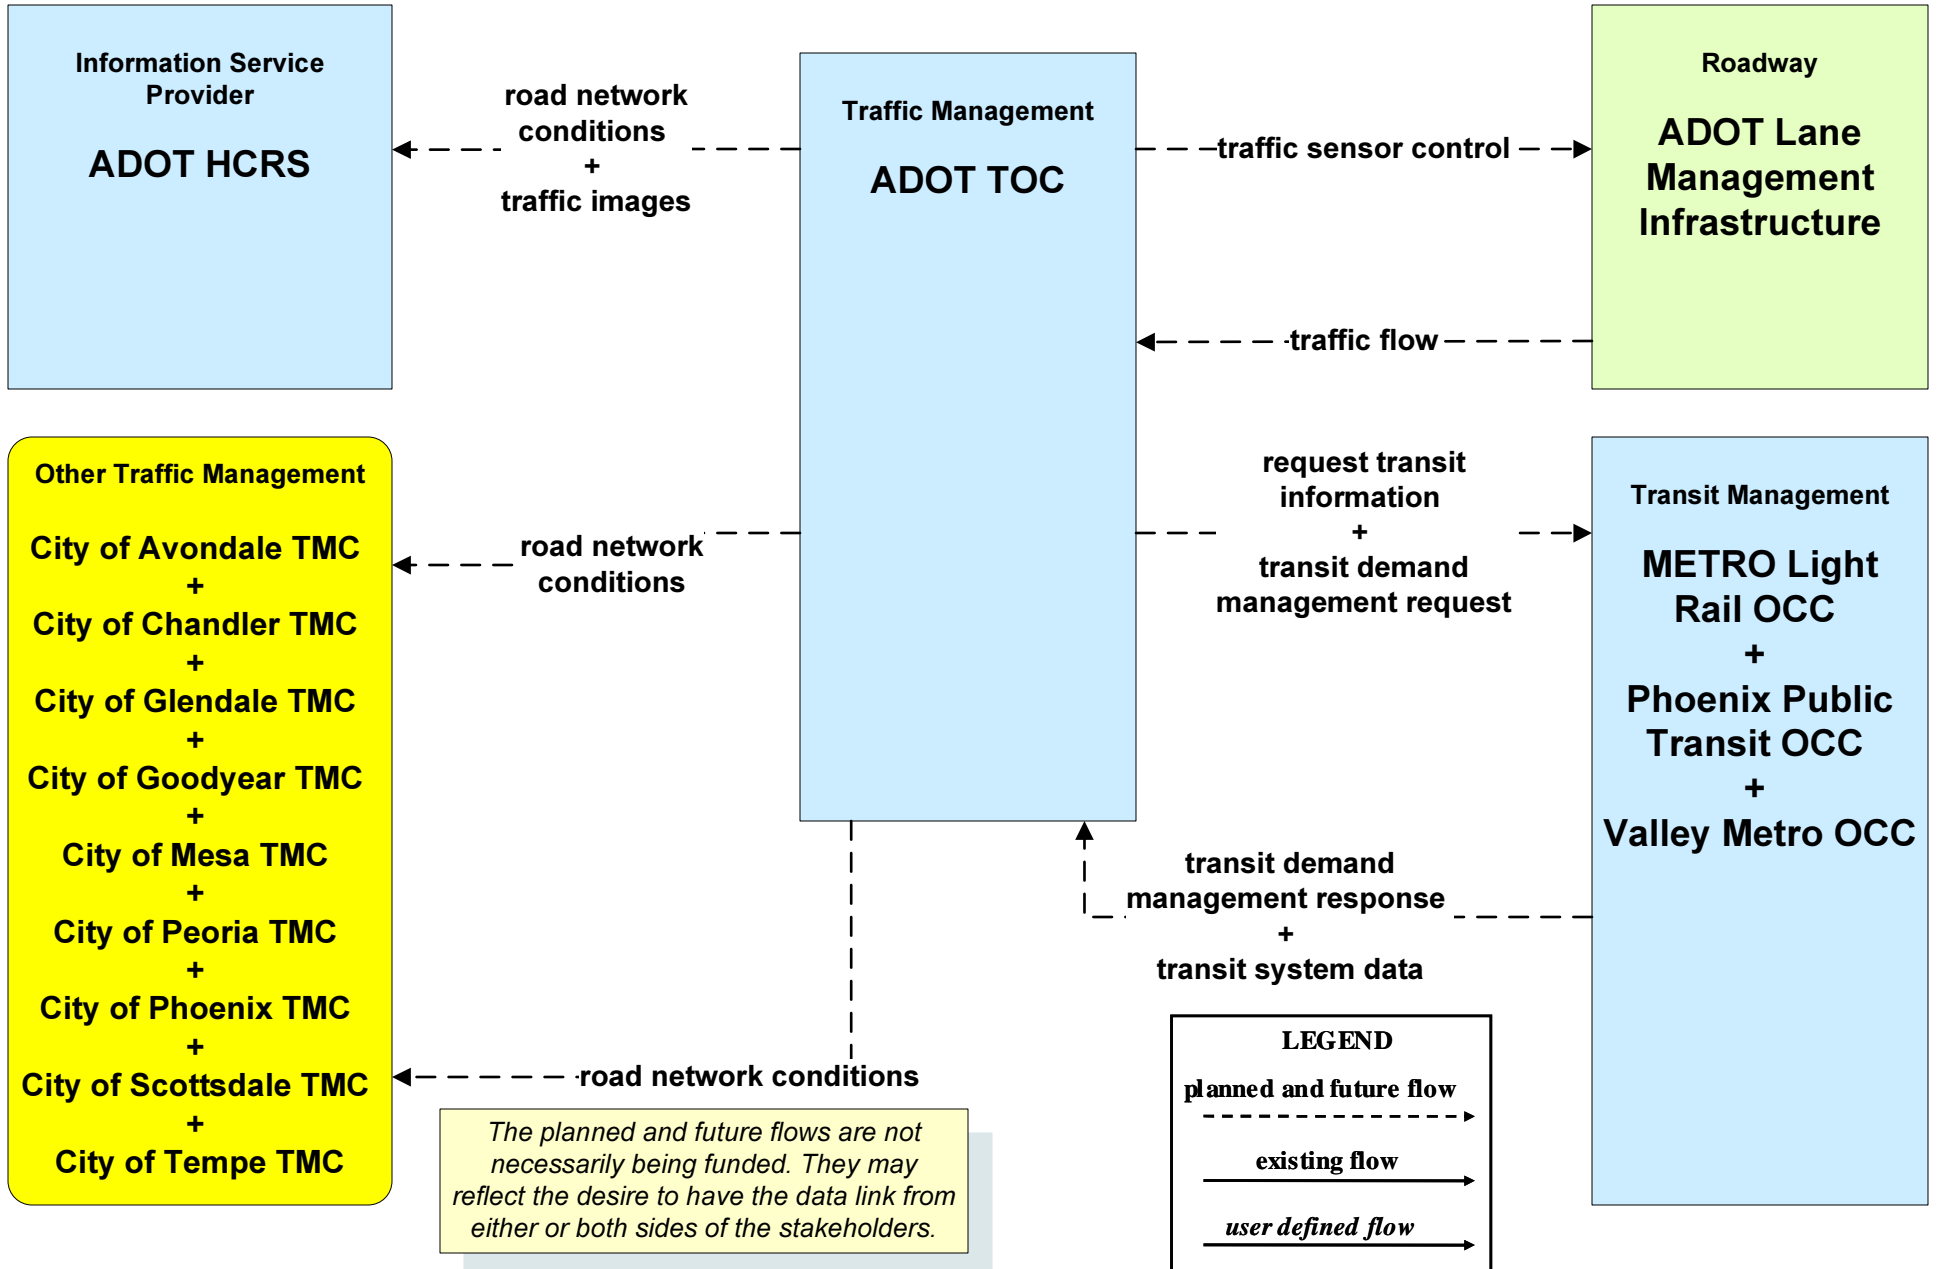 Information Service
Provider
ADOT HCRS
road network
conditions
+
traffic images
Traffic Management
ADOT TOC
traffic sensor control
Roadway
ADOT Lane
Management
Infrastructure
traffic flow
Other Traffic Management
City of Avondale TMC
+
City of Chandler TMC
+
City of Glendale TMC
+
City of Goodyear TMC
+
City of Mesa TMC
+
City of Peoria TMC
+
City of Phoenix TMC
+
City of Scottsdale TMC
+
City of Tempe TMC
road network
conditions
request transit
information
+
transit demand
management request
Transit Management
METRO Light
Rail OCC
+
Phoenix Public
Transit OCC
+
Valley Metro OCC
transit demand
management response
+
transit system data
road network conditions
The planned and future flows are not
necessarily being funded. They may
reflect the desire to have the data link from
either or both sides of the stakeholders.
LEGEND
planned and future flow
existing flow
user defined flow